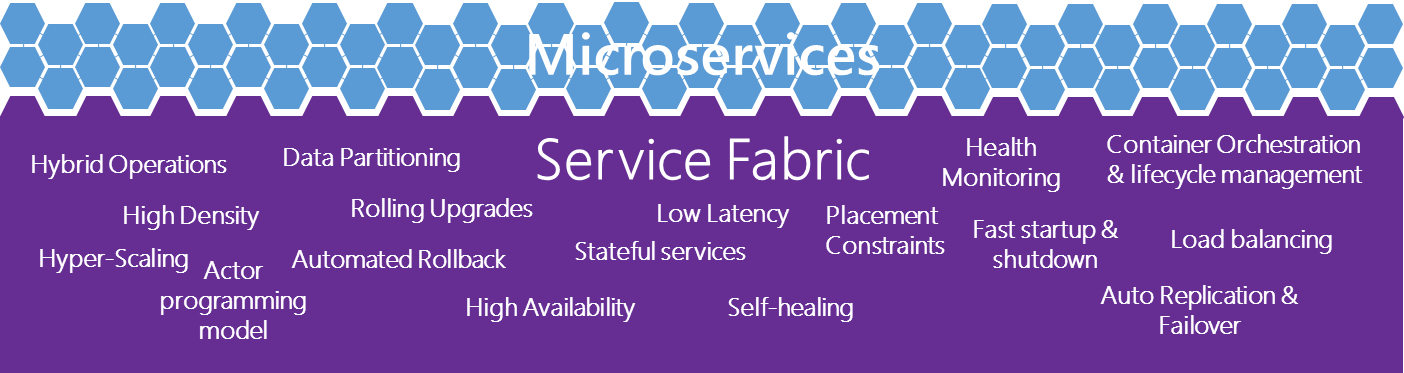 Microservices
Service Fabric
Hybrid Operations
Data Partitioning
Health
Monitoring
Container Orchestration
& lifecycle management
High Density
Rolling Upgrades
Low Latency
Placement
Constraints
Fast startup &
shutdown
Load balancing
Hyper-Scaling
Actor
programming
model
Automated Rollback
Stateful services
High Availability
Self-healing
Auto Replication &
Failover